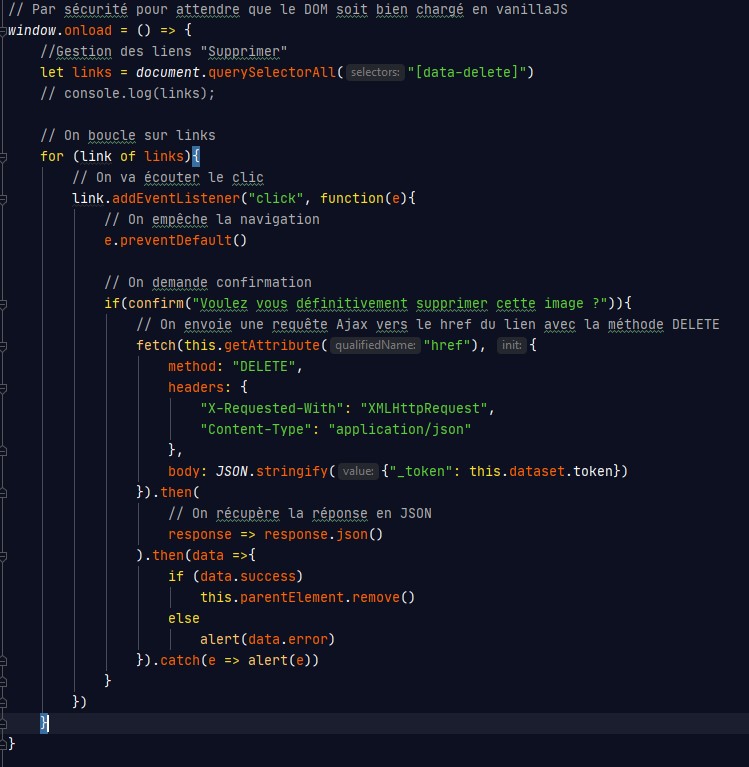 // Par sécurité pour attendre que le DOM soit bien chargé en vanillaJS
window.onload = () => {
//Gestion des liens "Supprimer"
let links = document.querySelectorAll( selectors: "[data-delete]")
// console.log(links);
// On boucle sur links
for (link of links){
// On va écouter le clic
link.addEventListener("click", function(e){
// On empêche la navigation
e.preventDefault()
// On demande confirmation
if(confirm("Voulez vous définitivement supprimer cette image ?")){
// On envoie une requête Ajax vers le href du lien avec la méthode DELETE
fetch(this.getAttribute( qualifiedName: "href"), init: {
method: "DELETE",
headers: {
"X-Requested-With": "XMLHttpRequest",
"Content-Type": "application/json"
},
body: JSON.stringify( value: {"_token": this.dataset.token})
}).then(
// On récupère la réponse en JSON
response => response.json()
).then(data =>{
if (data.success)
this.parentElement.remove()
else
alert(data.error)
}).catch(e => alert(e))
}
})
}
}